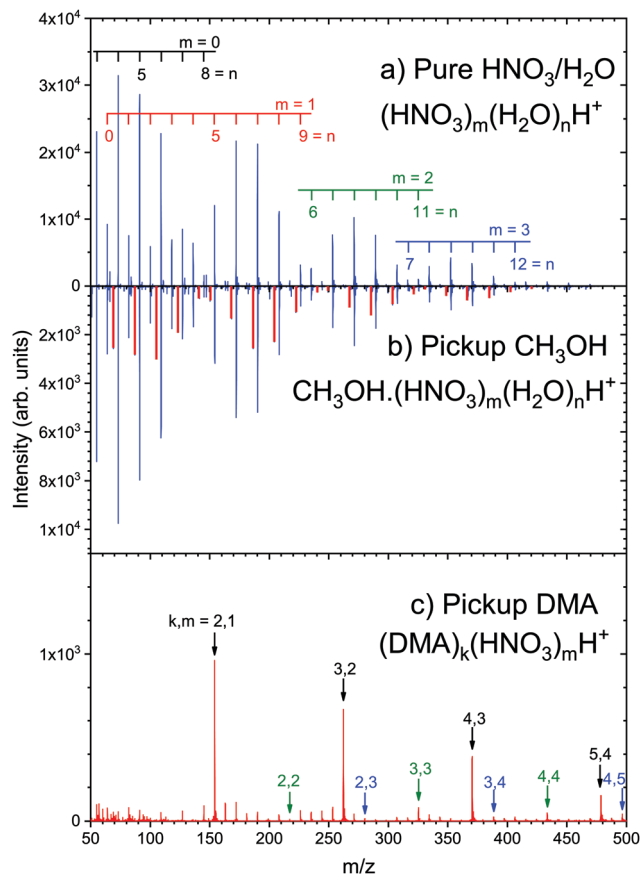 4x10⁴
3x10⁴
2x10⁴
1x10⁴
0
2x10³
4x10³
6x10³
8x10³
1x10⁴
Intensity (arb. units)
m = 0
5 8 = n
m = 1
0 5 9 = n
m = 2
6 11 = n
m = 3
7 12 = n
a) Pure HNO₃/H₂O
(HNO₃)ₘ(H₂O)ₙH⁺
b) Pickup CH₃OH
CH₃OH.(HNO₃)ₘ(H₂O)ₙH⁺
1x10³
0
c) Pickup DMA
(DMA)ₖ(HNO₃)ₘH⁺
k,m = 2,1
3,2
4,3
5,4
2,2
2,3
3,3
3,4
4,4
4,5
50 100 150 200 250 300 350 400 450 500
m/z